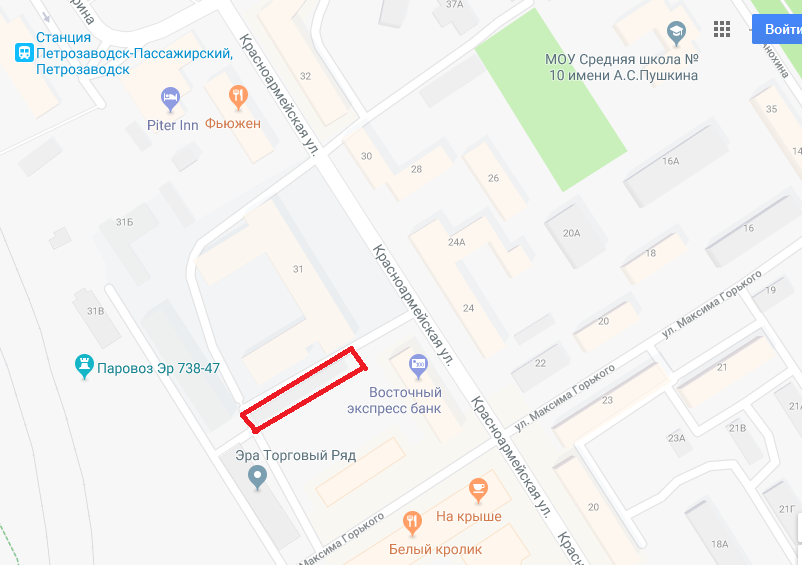 арина
37А
Войти
Анохина
Станция
Петрозаводск-Пассажирский,
Петрозаводск
Красноармейская ул.
32
МОУ Средняя школа №
10 имени А.С.Пушкина
Piter Inn
Фьюжен
35
30
28
26
16А
14
31Б
20А
16
24А
18
31
Красноармейская ул.
ул. Максима Горького
19
31В
24
20
22
Паровоз Эр 738-47
21
Восточный
экспресс банк
ул. Максима Горького
23
21В
23А
Красноармейская ул.
Эра Торговый Ряд
20
21Г
На крыше
Максима Горького
Белый кролик
Красноарм
18А